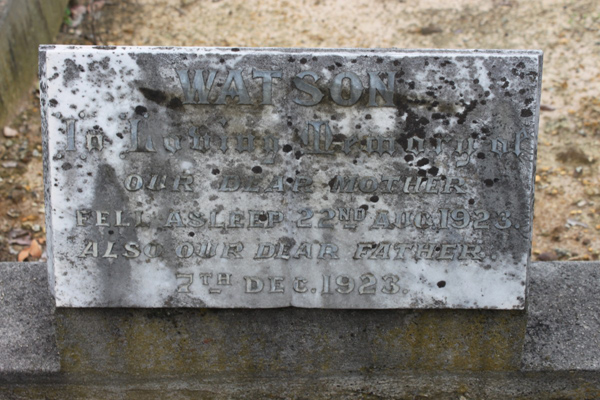 WATSON
In Loving Memory of
OUR DEAR MOTHER
FELL ASLEEP 22ND AUG. 1923.
ALSO OUR DEAR FATHER.
7TH DEC. 1923.